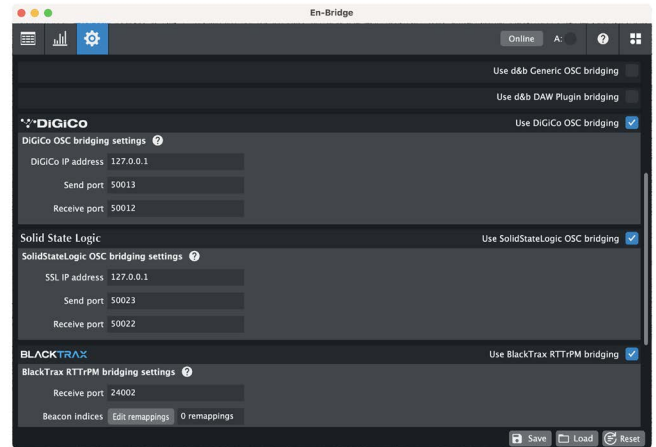 En-Bridge
Online A: ?
Use d&b Generic OSC bridging
Use d&b DAW Plugin bridging
DiGiCo Use DiGiCo OSC bridging
DiGiCo OSC bridging settings ?
DiGiCo IP address 127.0.0.1
Send port 50013
Receive port 50012
Solid State Logic Use SolidStateLogic OSC bridging
SolidStateLogic OSC bridging settings ?
SSL IP address 127.0.0.1
Send port 50023
Receive port 50022
BLACKTRAX Use BlackTrax RTTrPM bridging
BlackTrax RTTrPM bridging settings ?
Receive port 24002
Beacon indices Edit remappings 0 remappings
Save Load Reset